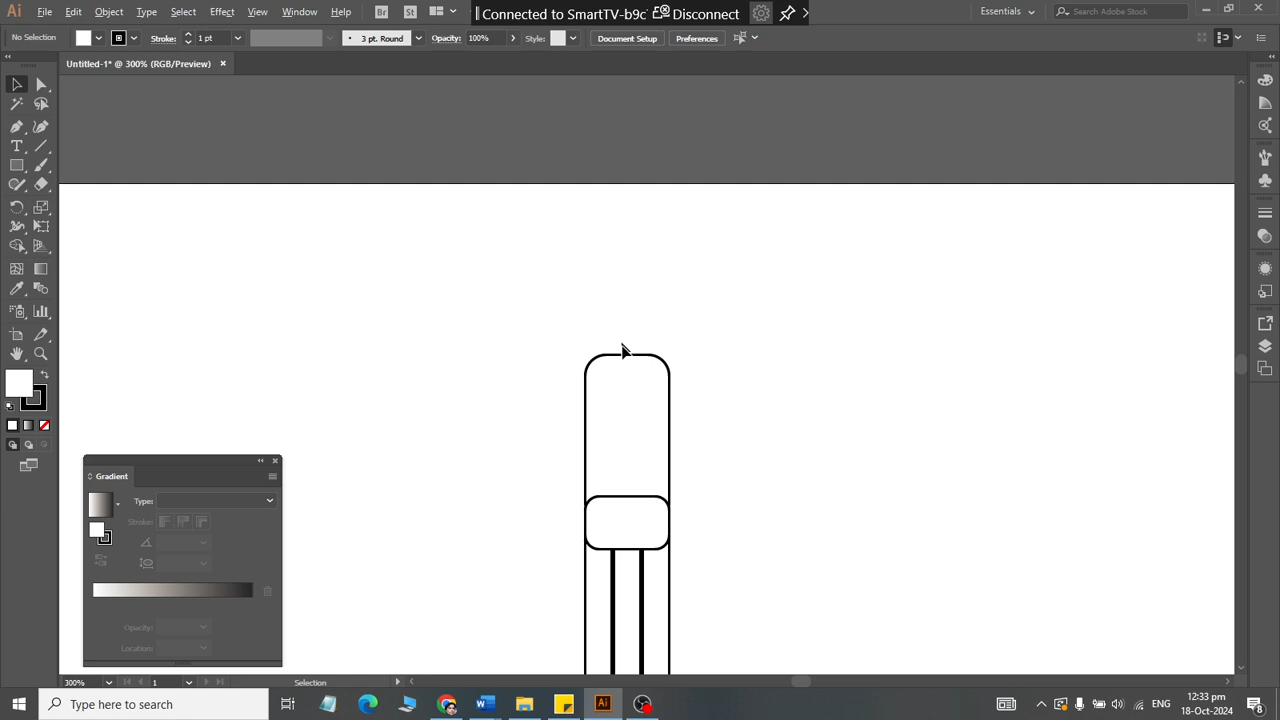 Ai File Edit Object Type Select Effect View Window Help Br St Connected to SmartTV-b9c Disconnect Essentials Search Adobe Stock
No Selection Stroke: 1 pt 3 pt. Round Opacity: 100% Style: Document Setup Preferences
Untitled-1* @ 300% (RGB/Preview)
Gradient
Type:
Stroke:
Opacity:
Location:
300% 1 Selection
Type here to search Ai ENG 12:33 pm
18-Oct-2024 8